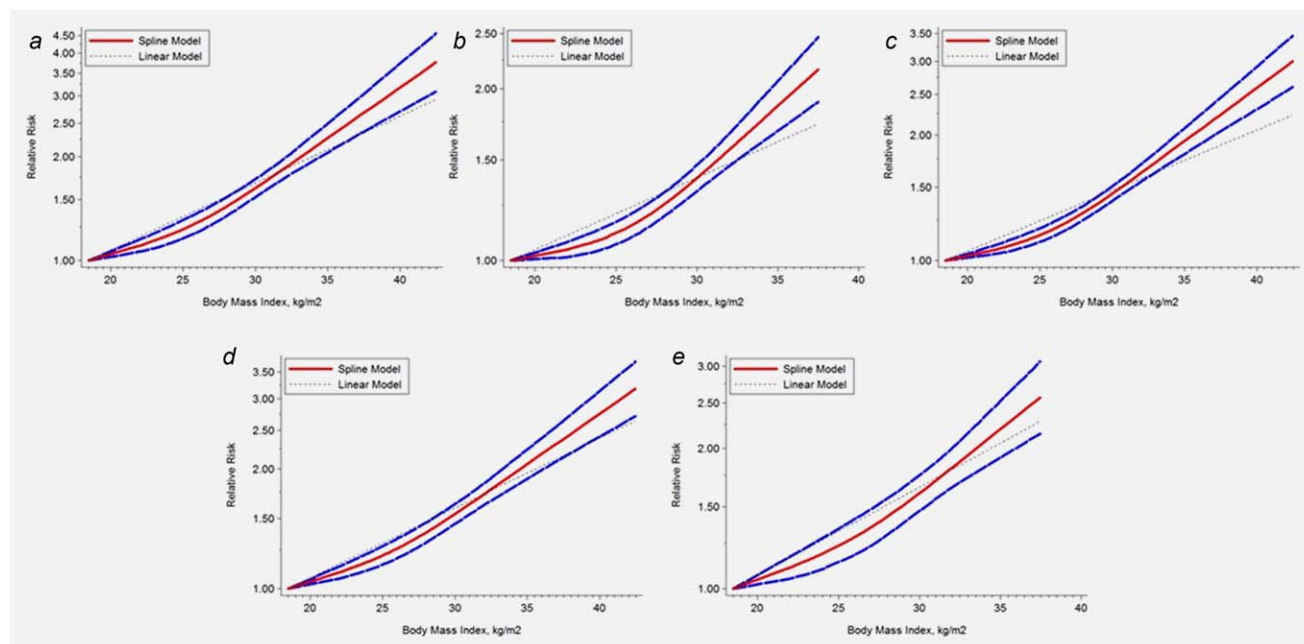 a
Spline Model
Linear Model
Relative Risk
4.50
4.00
3.50
3.00
2.50
2.00
1.50
1.00
20 25 30 35 40
Body Mass Index, kg/m2
b
Spline Model
Linear Model
Relative Risk
2.50
2.00
1.50
1.00
20 25 30 35 40
Body Mass Index, kg/m2
c
Spline Model
Linear Model
Relative Risk
3.50
3.00
2.50
2.00
1.50
1.00
20 25 30 35 40
Body Mass Index, kg/m2
d
Spline Model
Linear Model
Relative Risk
3.50
3.00
2.50
2.00
1.50
1.00
20 25 30 35 40
Body Mass Index, kg/m2
e
Spline Model
Linear Model
Relative Risk
3.00
2.50
2.00
1.50
1.00
20 25 30 35 40
Body Mass Index, kg/m2